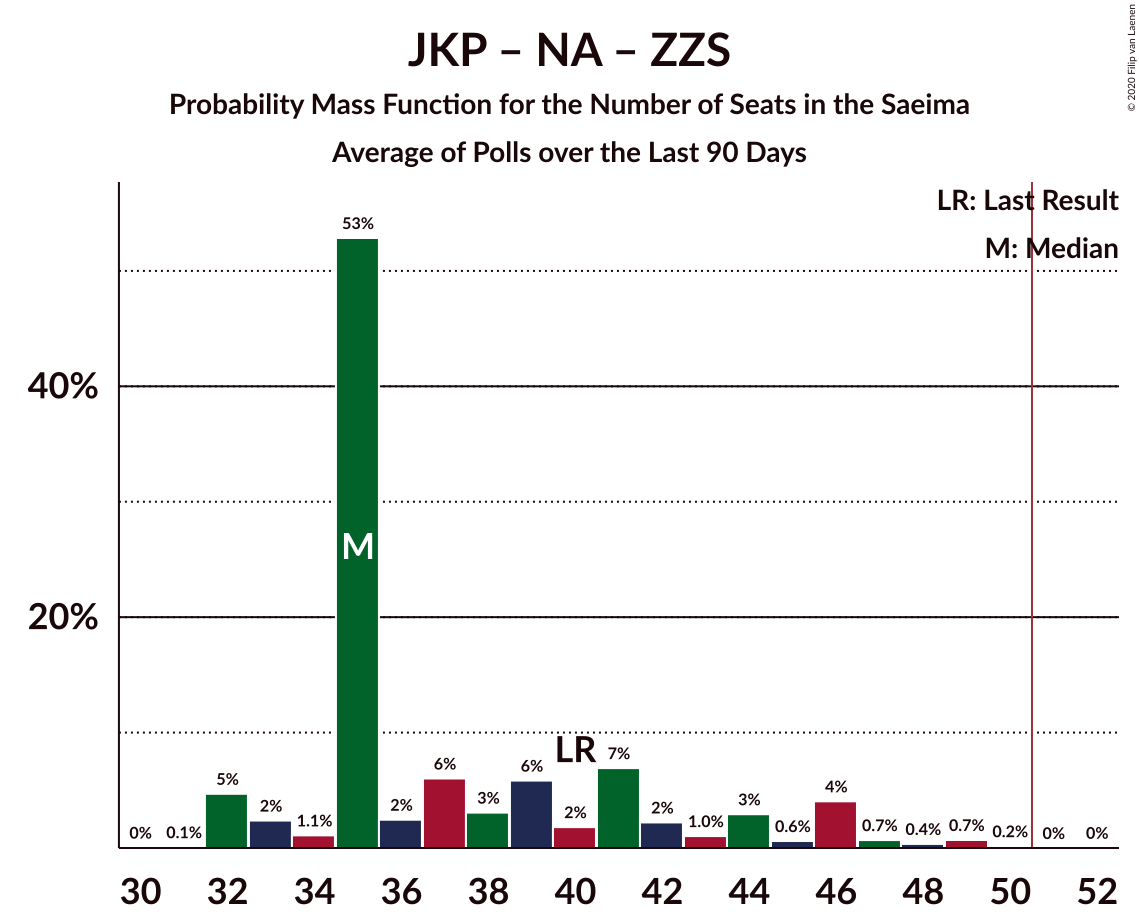 © 2020 Filip van Laenen
JKP – NA – ZZS
Probability Mass Function for the Number of Seats in the Saeima
Average of Polls over the Last 90 Days
LR: Last Result
M: Median
40%
20%
0% 0.1% 5% 2% 1.1% 53% 2% 6% 3% 6% 2% 7% 2% 1.0% 3% 0.6% 4% 0.7% 0.4% 0.7% 0.2% 0% 0%
M
LR
30 32 34 36 38 40 42 44 46 48 50 52